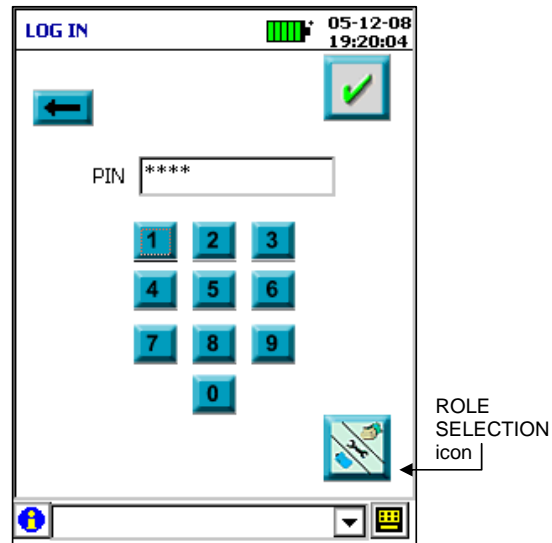 LOG IN
05-12-08
19:20:04
PIN ****
1 2 3
4 5 6
7 8 9
0
ROLE
SELECTION
icon